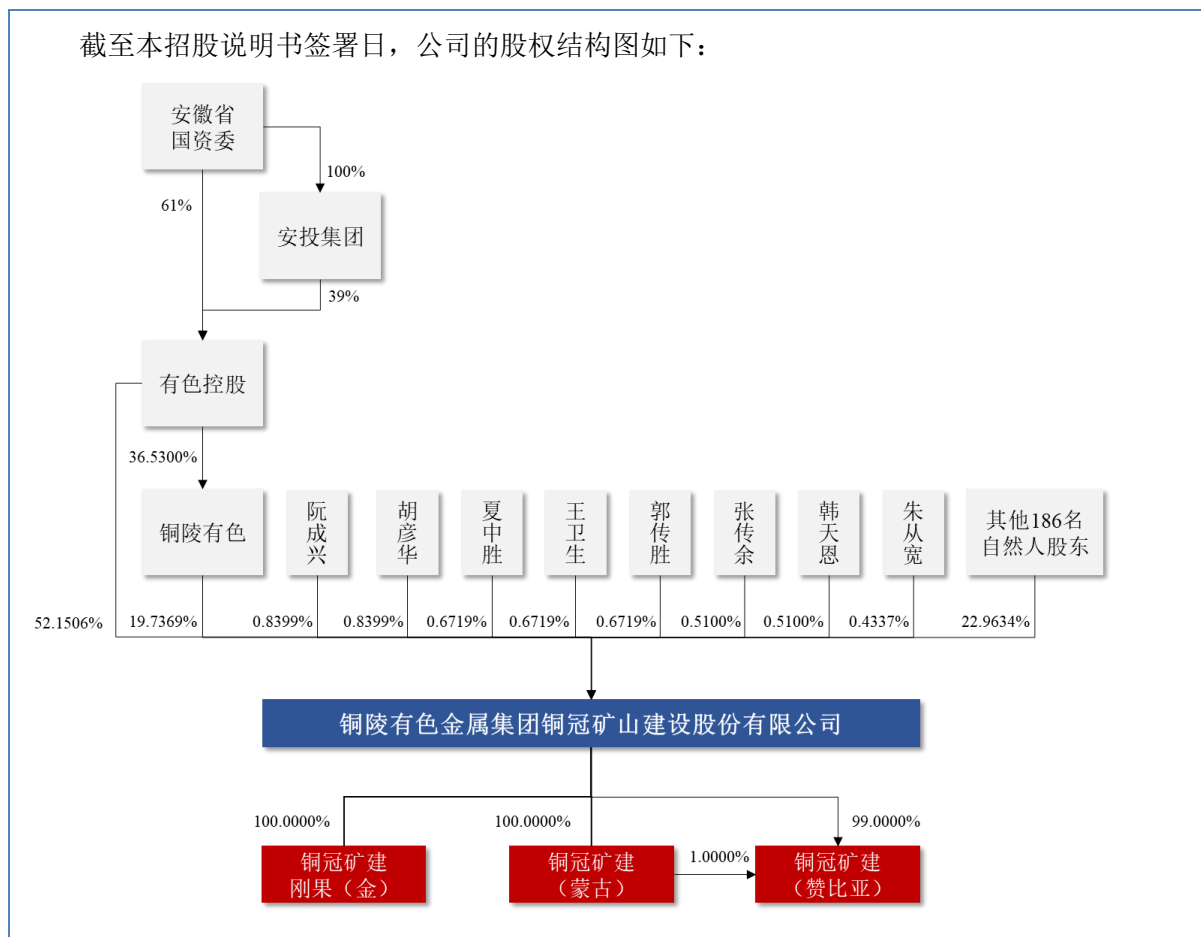 截至本招股说明书签署日，公司的股权结构图如下：
安徽省
国资委
100%
61%
安投集团
39%
有色控股
36.5300%
铜陵有色
阮成兴
胡彦华
夏中胜
王卫生
郭传胜
张传余
韩天恩
朱从宽
其他186名
自然人股东
52.1506%
19.7369%
0.8399%
0.8399%
0.6719%
0.6719%
0.6719%
0.5100%
0.5100%
0.4337%
22.9634%
铜陵有色金属集团铜冠矿山建设股份有限公司
100.0000%
100.0000%
99.0000%
铜冠矿建
刚果（金）
铜冠矿建
（蒙古）
1.0000%
铜冠矿建
（赞比亚）